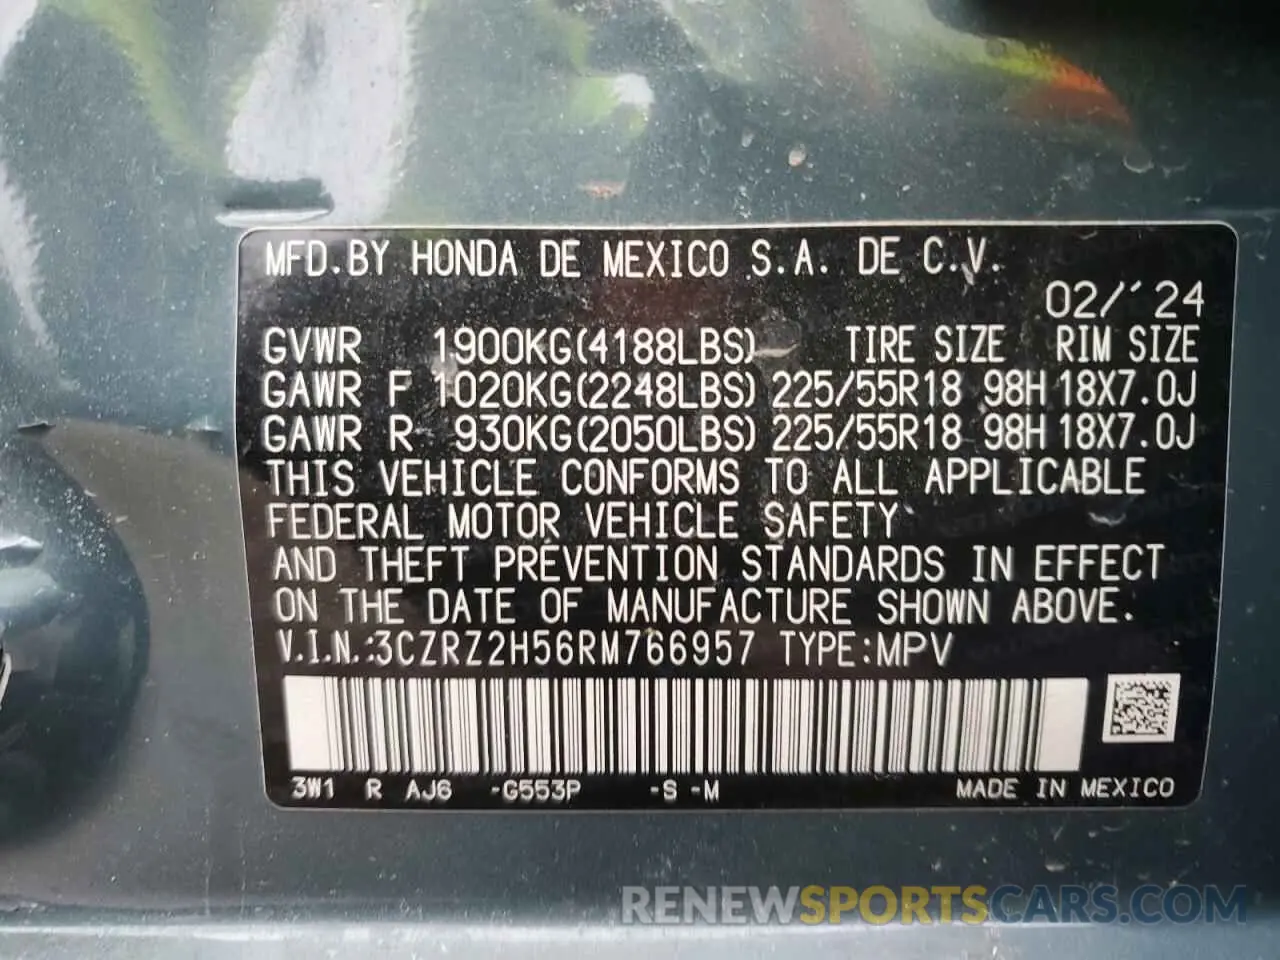 MFD.BY HONDA DE MEXICO S.A. DE C.V.
02/´24
GVWR 1900KG(4188LBS) TIRE SIZE RIM SIZE
GAWR F 1020KG(2248LBS) 225/55R18 98H 18X7.0J
GAWR R 930KG(2050LBS) 225/55R18 98H 18X7.0J
THIS VEHICLE CONFORMS TO ALL APPLICABLE
FEDERAL MOTOR VEHICLE SAFETY
AND THEFT PREVENTION STANDARDS IN EFFECT
ON THE DATE OF MANUFACTURE SHOWN ABOVE.
V.I.N.:3CZRZ2H56RM766957 TYPE:MPV
3W1 R AJ6 -G553P -S -M MADE IN MEXICO
RENEWSPORTSCARS.COM